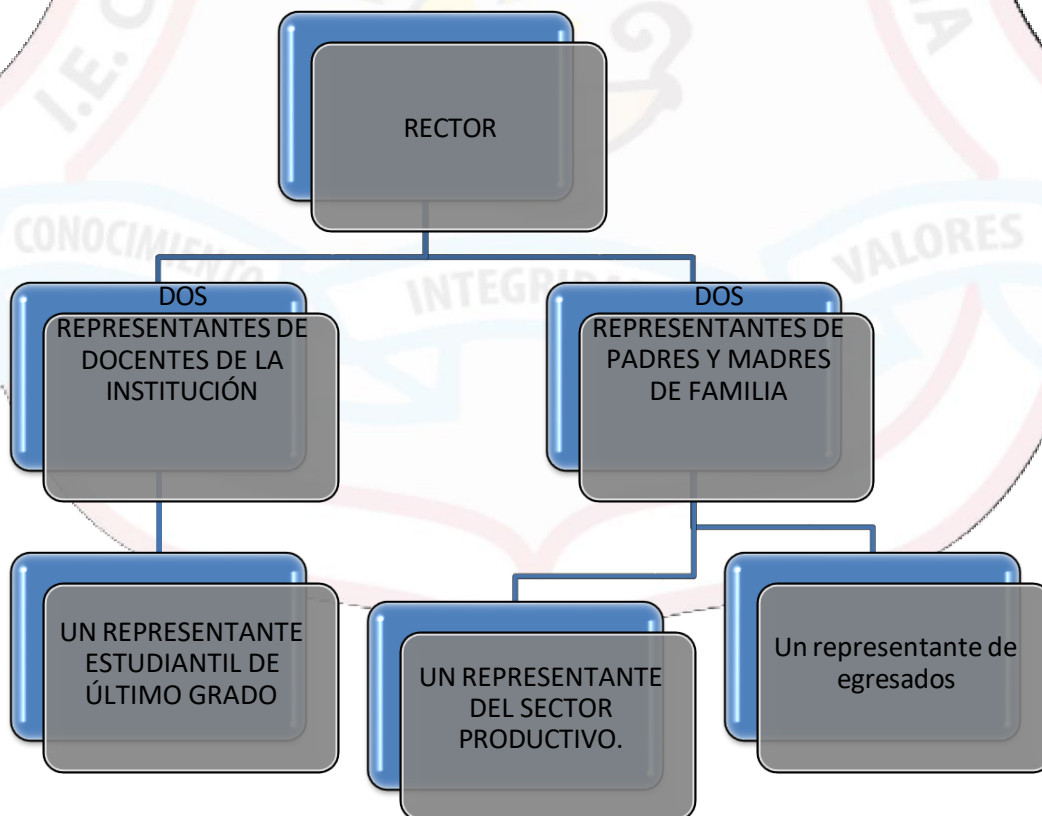 I.E.
RECTOR
CONOCIMIENTO
VALORES
DOS
REPRESENTANTES DE
DOCENTES DE LA
INSTITUCIÓN
DOS
REPRESENTANTES DE
PADRES Y MADRES
DE FAMILIA
UN REPRESENTANTE
ESTUDIANTIL DE
ÚLTIMO GRADO
UN REPRESENTANTE
DEL SECTOR
PRODUCTIVO.
Un representante de
egresados